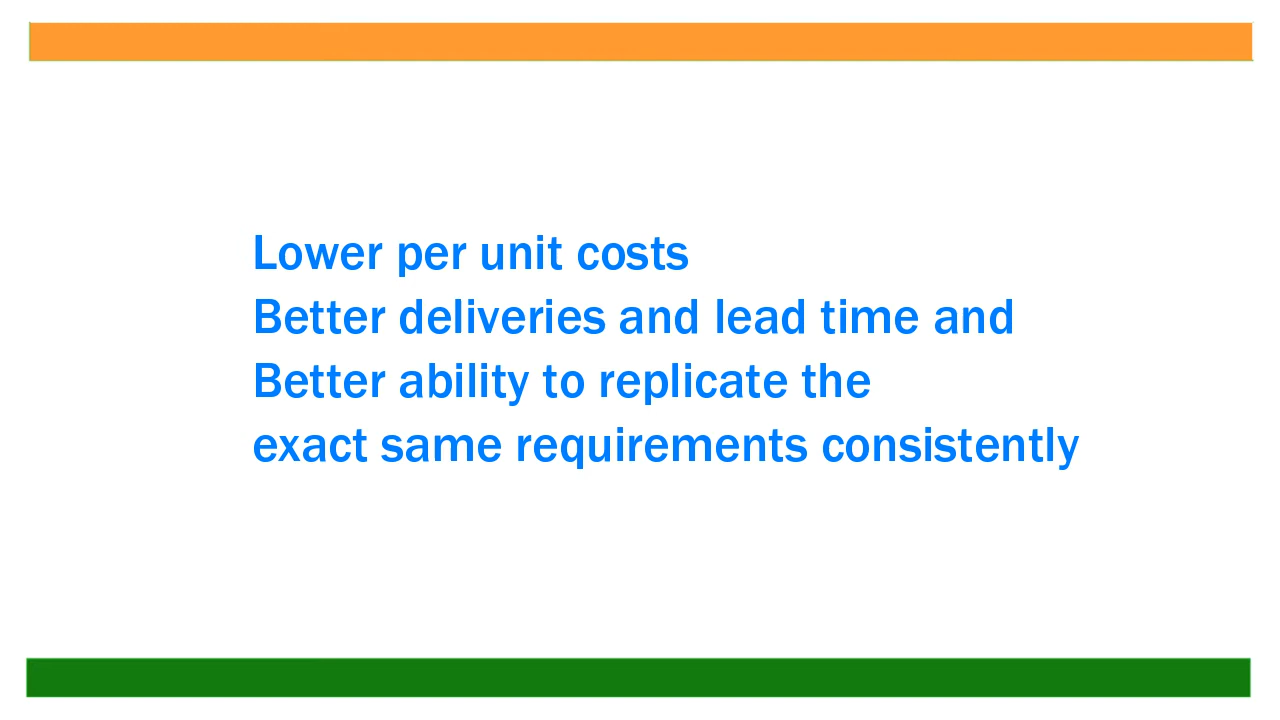 Lower per unit costs
Better deliveries and lead time and
Better ability to replicate the
exact same requirements consistently